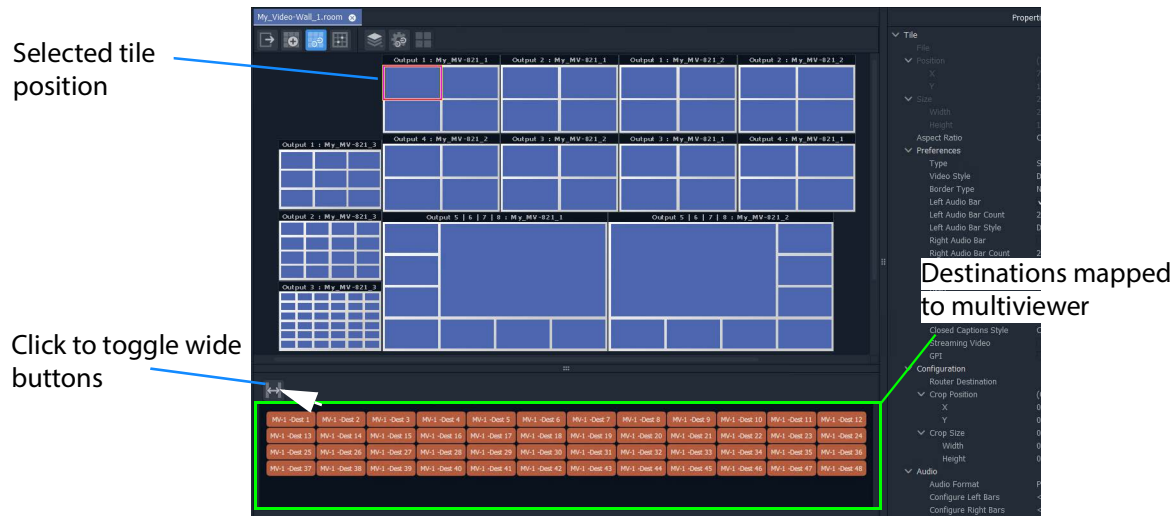 My_Video-Wall_1.room
Properti
Selected tile
position
Output 1 : My_MV-821_1
Output 2 : My_MV-821_1
Output 1 : My_MV-821_2
Output 2 : My_MV-821_2
Output 4 : My_MV-821_2
Output 3 : My_MV-821_2
Output 3 : My_MV-821_1
Output 4 : My_MV-821_1
Output 1 : My_MV-821_3
Output 2 : My_MV-821_3
Output 5 | 6 | 7 | 8 : My_MV-821_1
Output 5 | 6 | 7 | 8 : My_MV-821_2
Output 3 : My_MV-821_3
Tile
File
Position
X
Y
Size
Width
Height
Aspect Ratio
Preferences
Type
Video Style
Border Type
Left Audio Bar
Left Audio Bar Count 2
Left Audio Bar Style
Right Audio Bar
Right Audio Bar Count 2
Destinations mapped
to multiviewer
Closed Captions Style
Streaming Video
GPI
Configuration
Router Destination
Crop Position
X 0
Y 0
Crop Size
Width 0
Height 0
Audio
Audio Format
Configure Left Bars
Configure Right Bars
Click to toggle wide
buttons
MV-1 -Dest 1 MV-1 -Dest 2 MV-1 -Dest 3 MV-1 -Dest 4 MV-1 -Dest 5 MV-1 -Dest 6 MV-1 -Dest 7 MV-1 -Dest 8 MV-1 -Dest 9 MV-1 -Dest 10 MV-1 -Dest 11 MV-1 -Dest 12
MV-1 -Dest 13 MV-1 -Dest 14 MV-1 -Dest 15 MV-1 -Dest 16 MV-1 -Dest 17 MV-1 -Dest 18 MV-1 -Dest 19 MV-1 -Dest 20 MV-1 -Dest 21 MV-1 -Dest 22 MV-1 -Dest 23 MV-1 -Dest 24
MV-1 -Dest 25 MV-1 -Dest 26 MV-1 -Dest 27 MV-1 -Dest 28 MV-1 -Dest 29 MV-1 -Dest 30 MV-1 -Dest 31 MV-1 -Dest 32 MV-1 -Dest 33 MV-1 -Dest 34 MV-1 -Dest 35 MV-1 -Dest 36
MV-1 -Dest 37 MV-1 -Dest 38 MV-1 -Dest 39 MV-1 -Dest 40 MV-1 -Dest 41 MV-1 -Dest 42 MV-1 -Dest 43 MV-1 -Dest 44 MV-1 -Dest 45 MV-1 -Dest 46 MV-1 -Dest 47 MV-1 -Dest 48